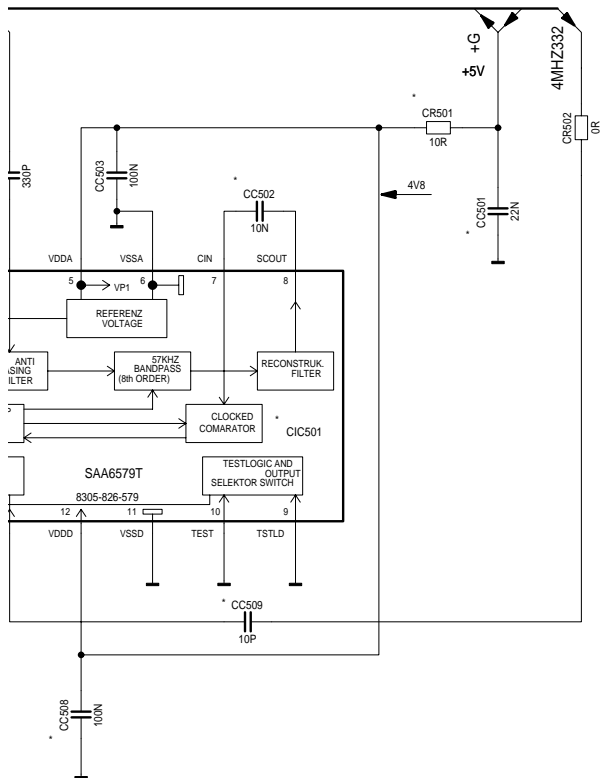 +G
+5V
4MHZ332
*
CR501
10R
CR502
0R
330P
CC503
100N
*
CC502
10N
4V8
CC501
22N
*
VDDA
VSSA
CIN
SCOUT
5
6
7
8
VP1
REFERENZ
VOLTAGE
ANTI
ASING
ILTER
57KHZ
BANDPASS
(8th ORDER)
RECONSTRUK.
FILTER
CLOCKED
COMARATOR
*
CIC501
SAA6579T
TESTLOGIC AND
OUTPUT
SELEKTOR SWITCH
8305-826-579
12
11
10
9
VDDD
VSSD
TEST
TSTLD
*
CC509
10P
CC508
100N
*